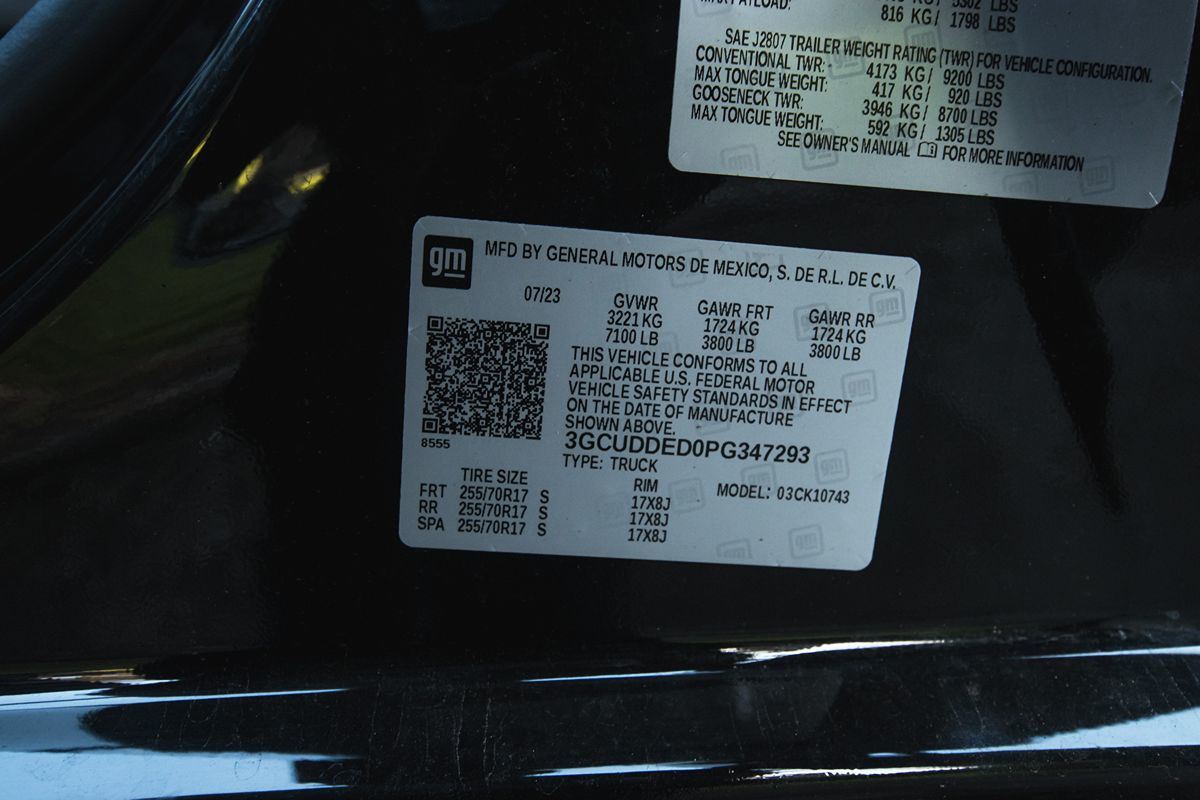 MAX PAYLOAD:
5302 LBS
816 KG/ 1798 LBS
SAE J2807 TRAILER WEIGHT RATING (TWR) FOR VEHICLE CONFIGURATION.
CONVENTIONAL TWR: 4173 KG/ 9200 LBS
MAX TONGUE WEIGHT: 417 KG/ 920 LBS
GOOSENECK TWR: 3946 KG/ 8700 LBS
MAX TONGUE WEIGHT: 592 KG/ 1305 LBS
SEE OWNER'S MANUAL FOR MORE INFORMATION
gm
MFD BY GENERAL MOTORS DE MEXICO, S. DE R.L. DE C.V.
07/23
GVWR GAWR FRT GAWR RR
3221 KG 1724 KG 1724 KG
7100 LB 3800 LB 3800 LB
THIS VEHICLE CONFORMS TO ALL
APPLICABLE U.S. FEDERAL MOTOR
VEHICLE SAFETY STANDARDS IN EFFECT
ON THE DATE OF MANUFACTURE
SHOWN ABOVE.
8555
3GCUDDED0PG347293
TYPE: TRUCK
TIRE SIZE RIM MODEL: 03CK10743
FRT 255/70R17 S 17X8J
RR 255/70R17 S 17X8J
SPA 255/70R17 S 17X8J